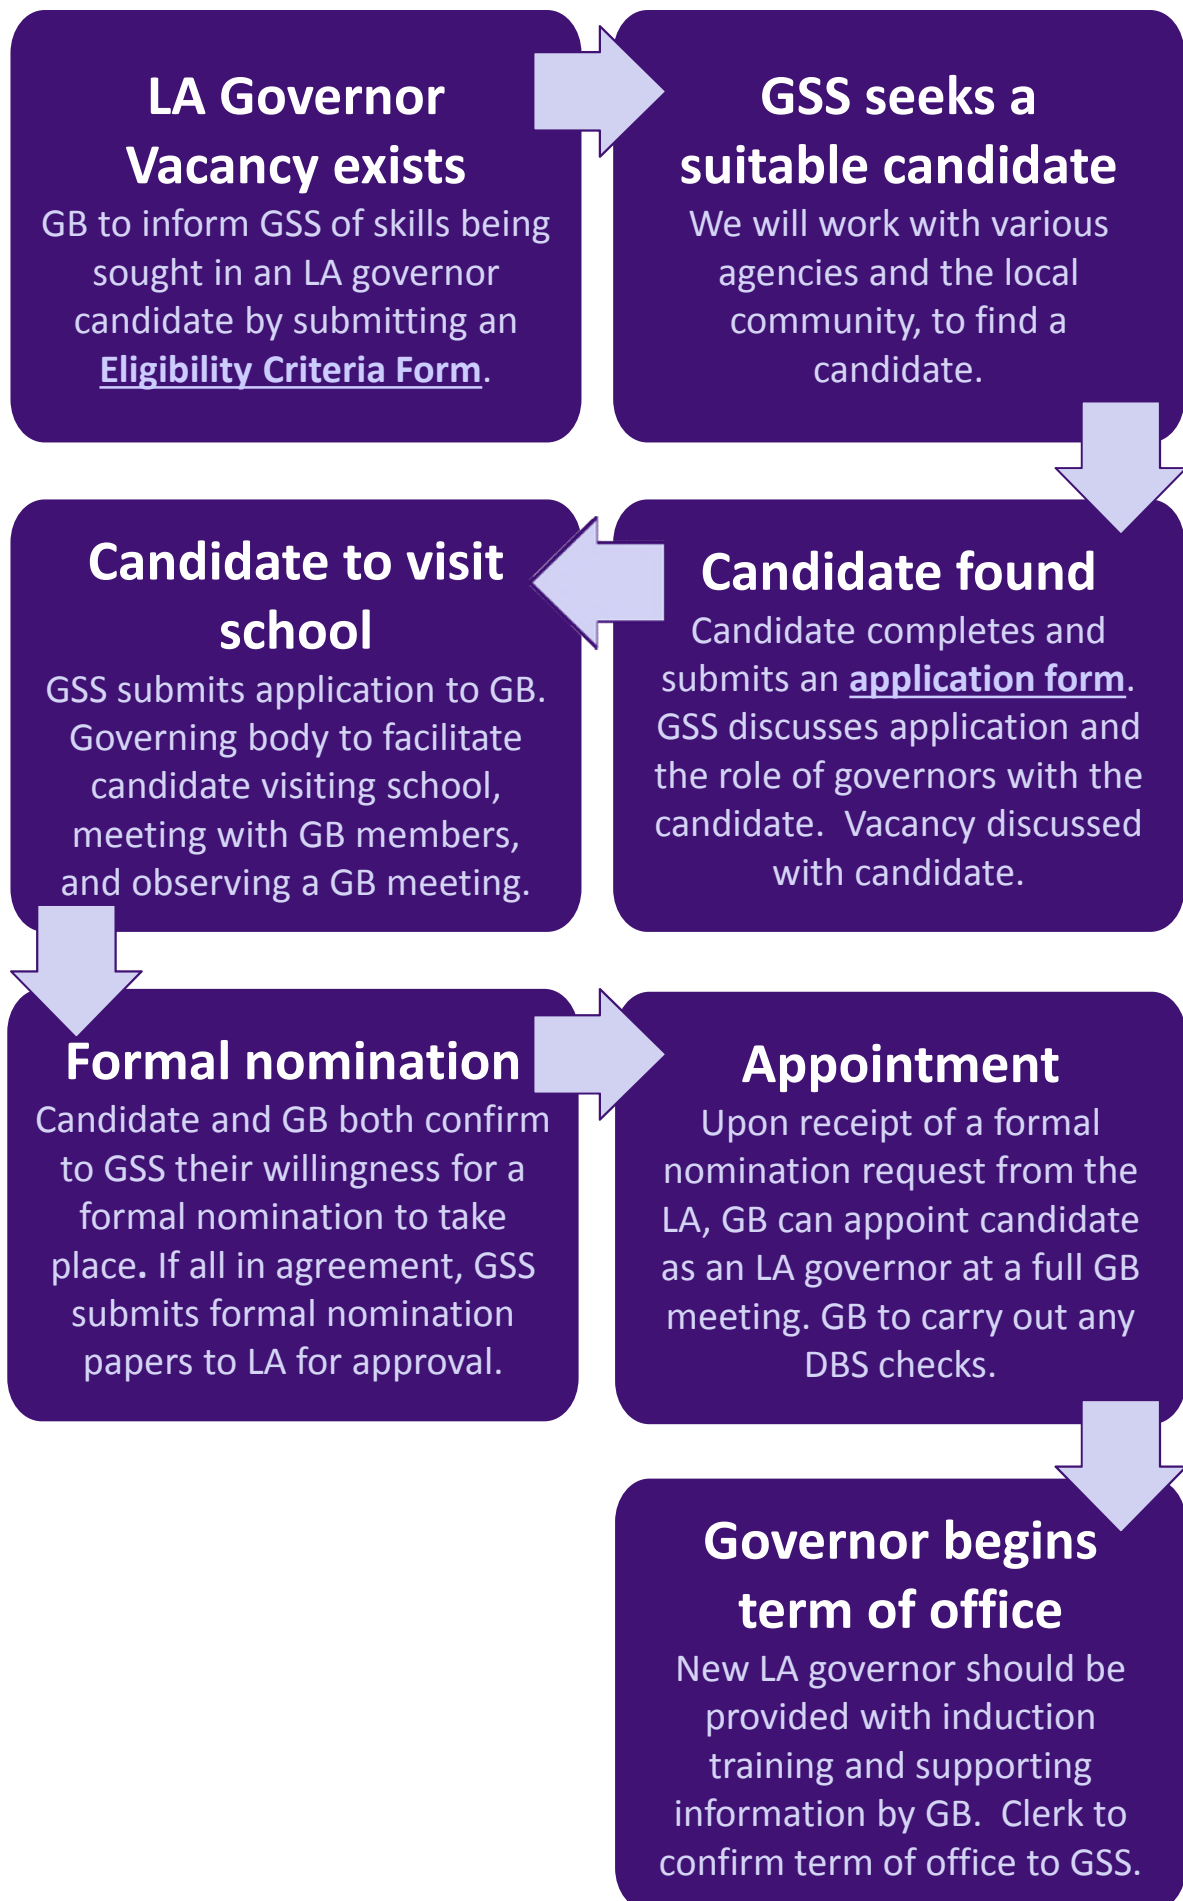 LA Governor
Vacancy exists
GB to inform GSS of skills being
sought in an LA governor
candidate by submitting an
Eligibility Criteria Form.
GSS seeks a
suitable candidate
We will work with various
agencies and the local
community, to find a
candidate.
Candidate found
Candidate completes and
submits an application form.
GSS discusses application and
the role of governors with the
candidate.  Vacancy discussed
with candidate.
Candidate to visit
school
GSS submits application to GB.
Governing body to facilitate
candidate visiting school,
meeting with GB members,
and observing a GB meeting.
Formal nomination
Candidate and GB both confirm
to GSS their willingness for a
formal nomination to take
place. If all in agreement, GSS
submits formal nomination
papers to LA for approval.
Appointment
Upon receipt of a formal
nomination request from the
LA, GB can appoint candidate
as an LA governor at a full GB
meeting. GB to carry out any
DBS checks.
Governor begins
term of office
New LA governor should be
provided with induction
training and supporting
information by GB.  Clerk to
confirm term of office to GSS.